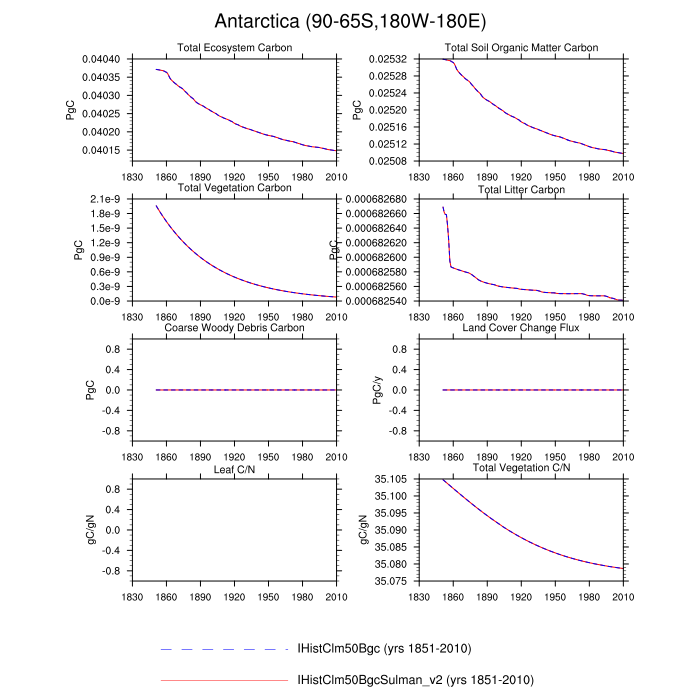 Antarctica (90-65S,180W-180E)
Total Ecosystem Carbon
Total Soil Organic Matter Carbon
PgC
0.04040
0.04035
0.04030
0.04025
0.04020
0.04015
1830 1860 1890 1920 1950 1980 2010
PgC
0.02532
0.02528
0.02524
0.02520
0.02516
0.02512
0.02508
1830 1860 1890 1920 1950 1980 2010
Total Vegetation Carbon
Total Litter Carbon
PgC
2.1e-9
1.8e-9
1.5e-9
1.2e-9
0.9e-9
0.6e-9
0.3e-9
0.0e-9
1830 1860 1890 1920 1950 1980 2010
PgC
0.000682680
0.000682660
0.000682640
0.000682620
0.000682600
0.000682580
0.000682560
0.000682540
1830 1860 1890 1920 1950 1980 2010
Coarse Woody Debris Carbon
Land Cover Change Flux
PgC
0.8
0.4
0.0
-0.4
-0.8
1830 1860 1890 1920 1950 1980 2010
PgC/y
0.8
0.4
0.0
-0.4
-0.8
1830 1860 1890 1920 1950 1980 2010
Leaf C/N
Total Vegetation C/N
gC/gN
0.8
0.4
0.0
-0.4
-0.8
1830 1860 1890 1920 1950 1980 2010
gC/gN
35.105
35.100
35.095
35.090
35.085
35.080
35.075
1830 1860 1890 1920 1950 1980 2010
IHistClm50Bgc (yrs 1851-2010)
IHistClm50BgcSulman_v2 (yrs 1851-2010)